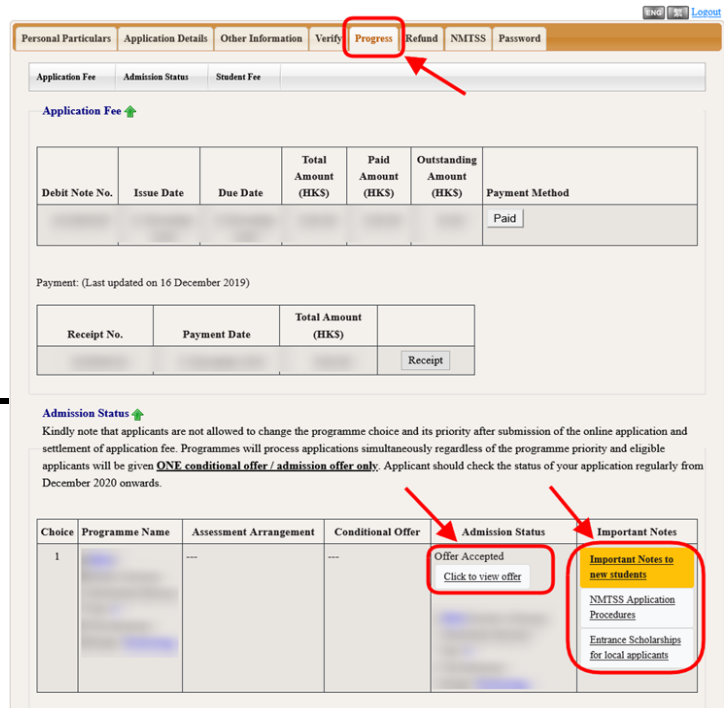 ENG 繁 Logout
Personal Particulars Application Details Other Information Verify Progress Refund NMTSS Password
Application Fee Admission Status Student Fee
Application Fee
Debit Note No. Issue Date Due Date Total Amount (HK$) Paid Amount (HK$) Outstanding Amount (HK$) Payment Method
Paid
Payment: (Last updated on 16 December 2019)
Receipt No. Payment Date Total Amount (HK$)
Receipt
Admission Status
Kindly note that applicants are not allowed to change the programme choice and its priority after submission of the online application and
settlement of application fee. Programmes will process applications simultaneously regardless of the programme priority and eligible
applicants will be given ONE conditional offer / admission offer only. Applicant should check the status of your application regularly from
December 2020 onwards.
Choice Programme Name Assessment Arrangement Conditional Offer Admission Status Important Notes
1 --- --- Offer Accepted
Click to view offer
Important Notes to
new students
NMTSS Application
Procedures
Entrance Scholarships
for local applicants